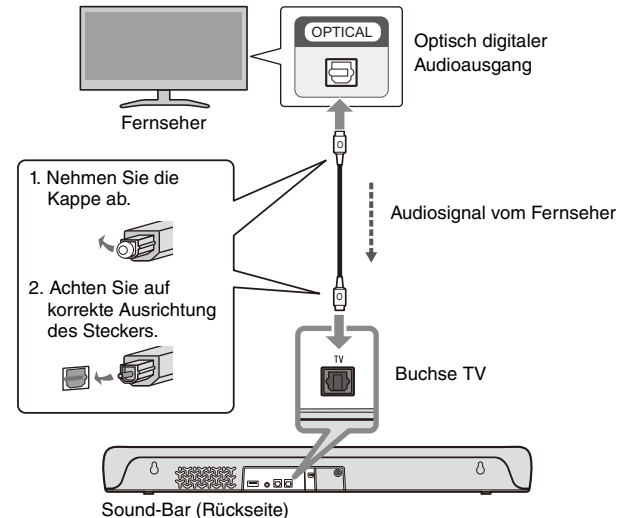 OPTICAL
Optisch digitaler
Audioausgang
Fernseher
1. Nehmen Sie die
Kappe ab.
Audiosignal vom Fernseher
2. Achten Sie auf
korrekte Ausrichtung
des Steckers.
TV
Buchse TV
Sound-Bar (Rückseite)